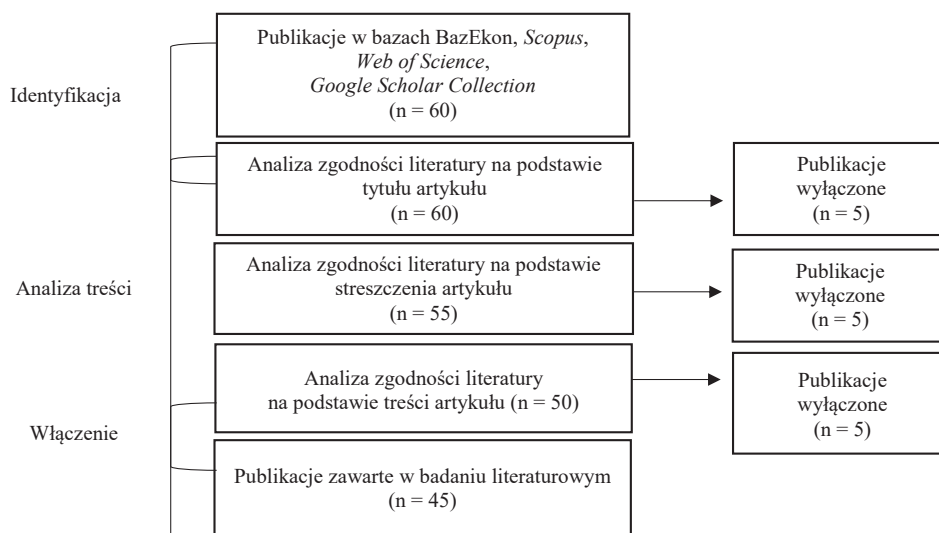 Publikacje w bazach BazEkon, Scopus,
Web of Science,
Google Scholar Collection
(n = 60)
Identyfikacja
Analiza zgodności literatury na podstawie
tytułu artykułu
(n = 60)
Publikacje
wyłączone
(n = 5)
Analiza treści
Analiza zgodności literatury na podstawie
streszczenia artykułu
(n = 55)
Publikacje
wyłączone
(n = 5)
Analiza zgodności literatury
na podstawie treści artykułu (n = 50)
Publikacje
wyłączone
(n = 5)
Włączenie
Publikacje zawarte w badaniu literaturowym
(n = 45)